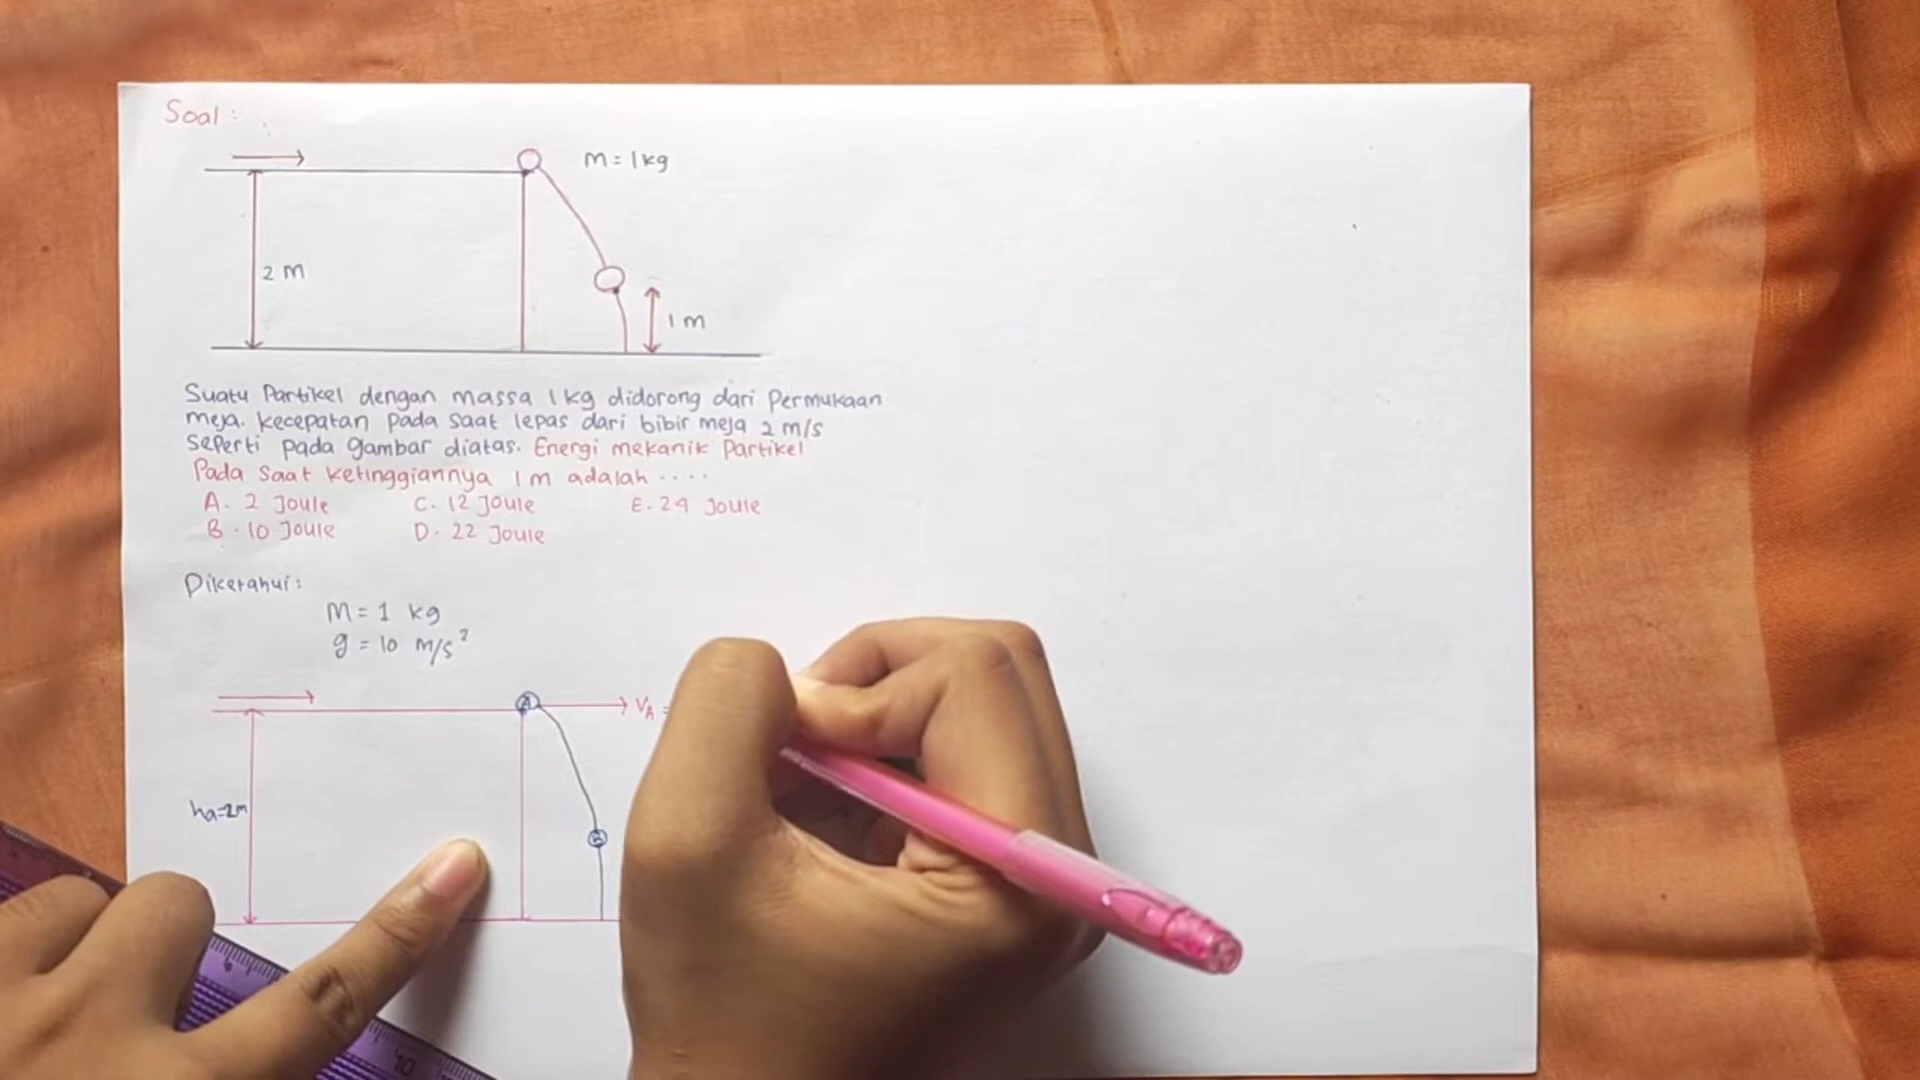 Soal :
m = 1 kg
2 m
1 m
Suatu Partikel dengan massa 1 kg didorong dari Permukaan
meja. kecepatan pada saat lepas dari bibir meja 2 m/s
seperti pada gambar diatas. Energi mekanik Partikel
Pada saat ketinggiannya 1 m adalah ....
A. 2 Joule C. 12 Joule E. 24 Joule
B. 10 Joule D. 22 Joule
Diketahui :
m = 1 kg
g = 10 m/s²
A VA =
ha=2m
B